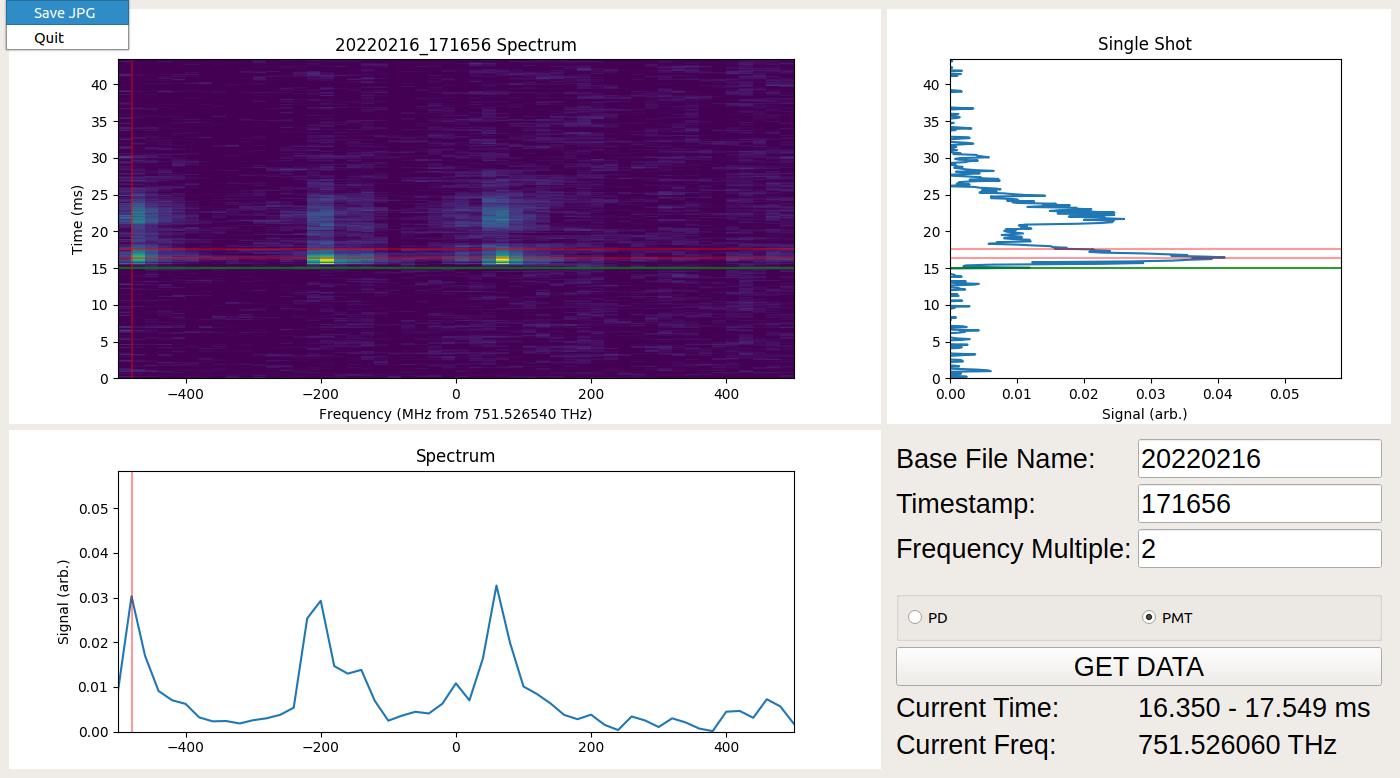 Save JPG
Quit
20220216_171656 Spectrum
40
35
30
25
20
15
10
5
0
Time (ms)
−400
−200
0
200
400
Frequency (MHz from 751.526540 THz)
Single Shot
40
35
30
25
20
15
10
5
0
0.00
0.01
0.02
0.03
0.04
0.05
Signal (arb.)
Spectrum
0.05
0.04
0.03
0.02
0.01
0.00
Signal (arb.)
−400
−200
0
200
400
Base File Name: 20220216
Timestamp: 171656
Frequency Multiple: 2
PD
PMT
GET DATA
Current Time: 16.350 - 17.549 ms
Current Freq: 751.526060 THz